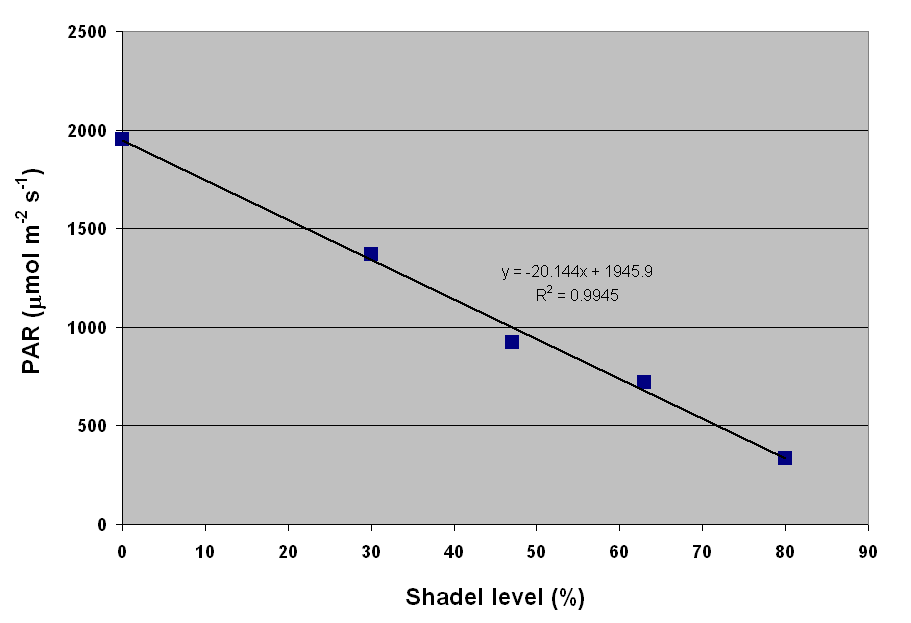 2500
2000
1500
1000
500
0
PAR (μmol m⁻² s⁻¹)
y = -20.144x + 1945.9
R² = 0.9945
0 10 20 30 40 50 60 70 80 90
Shadel level (%)